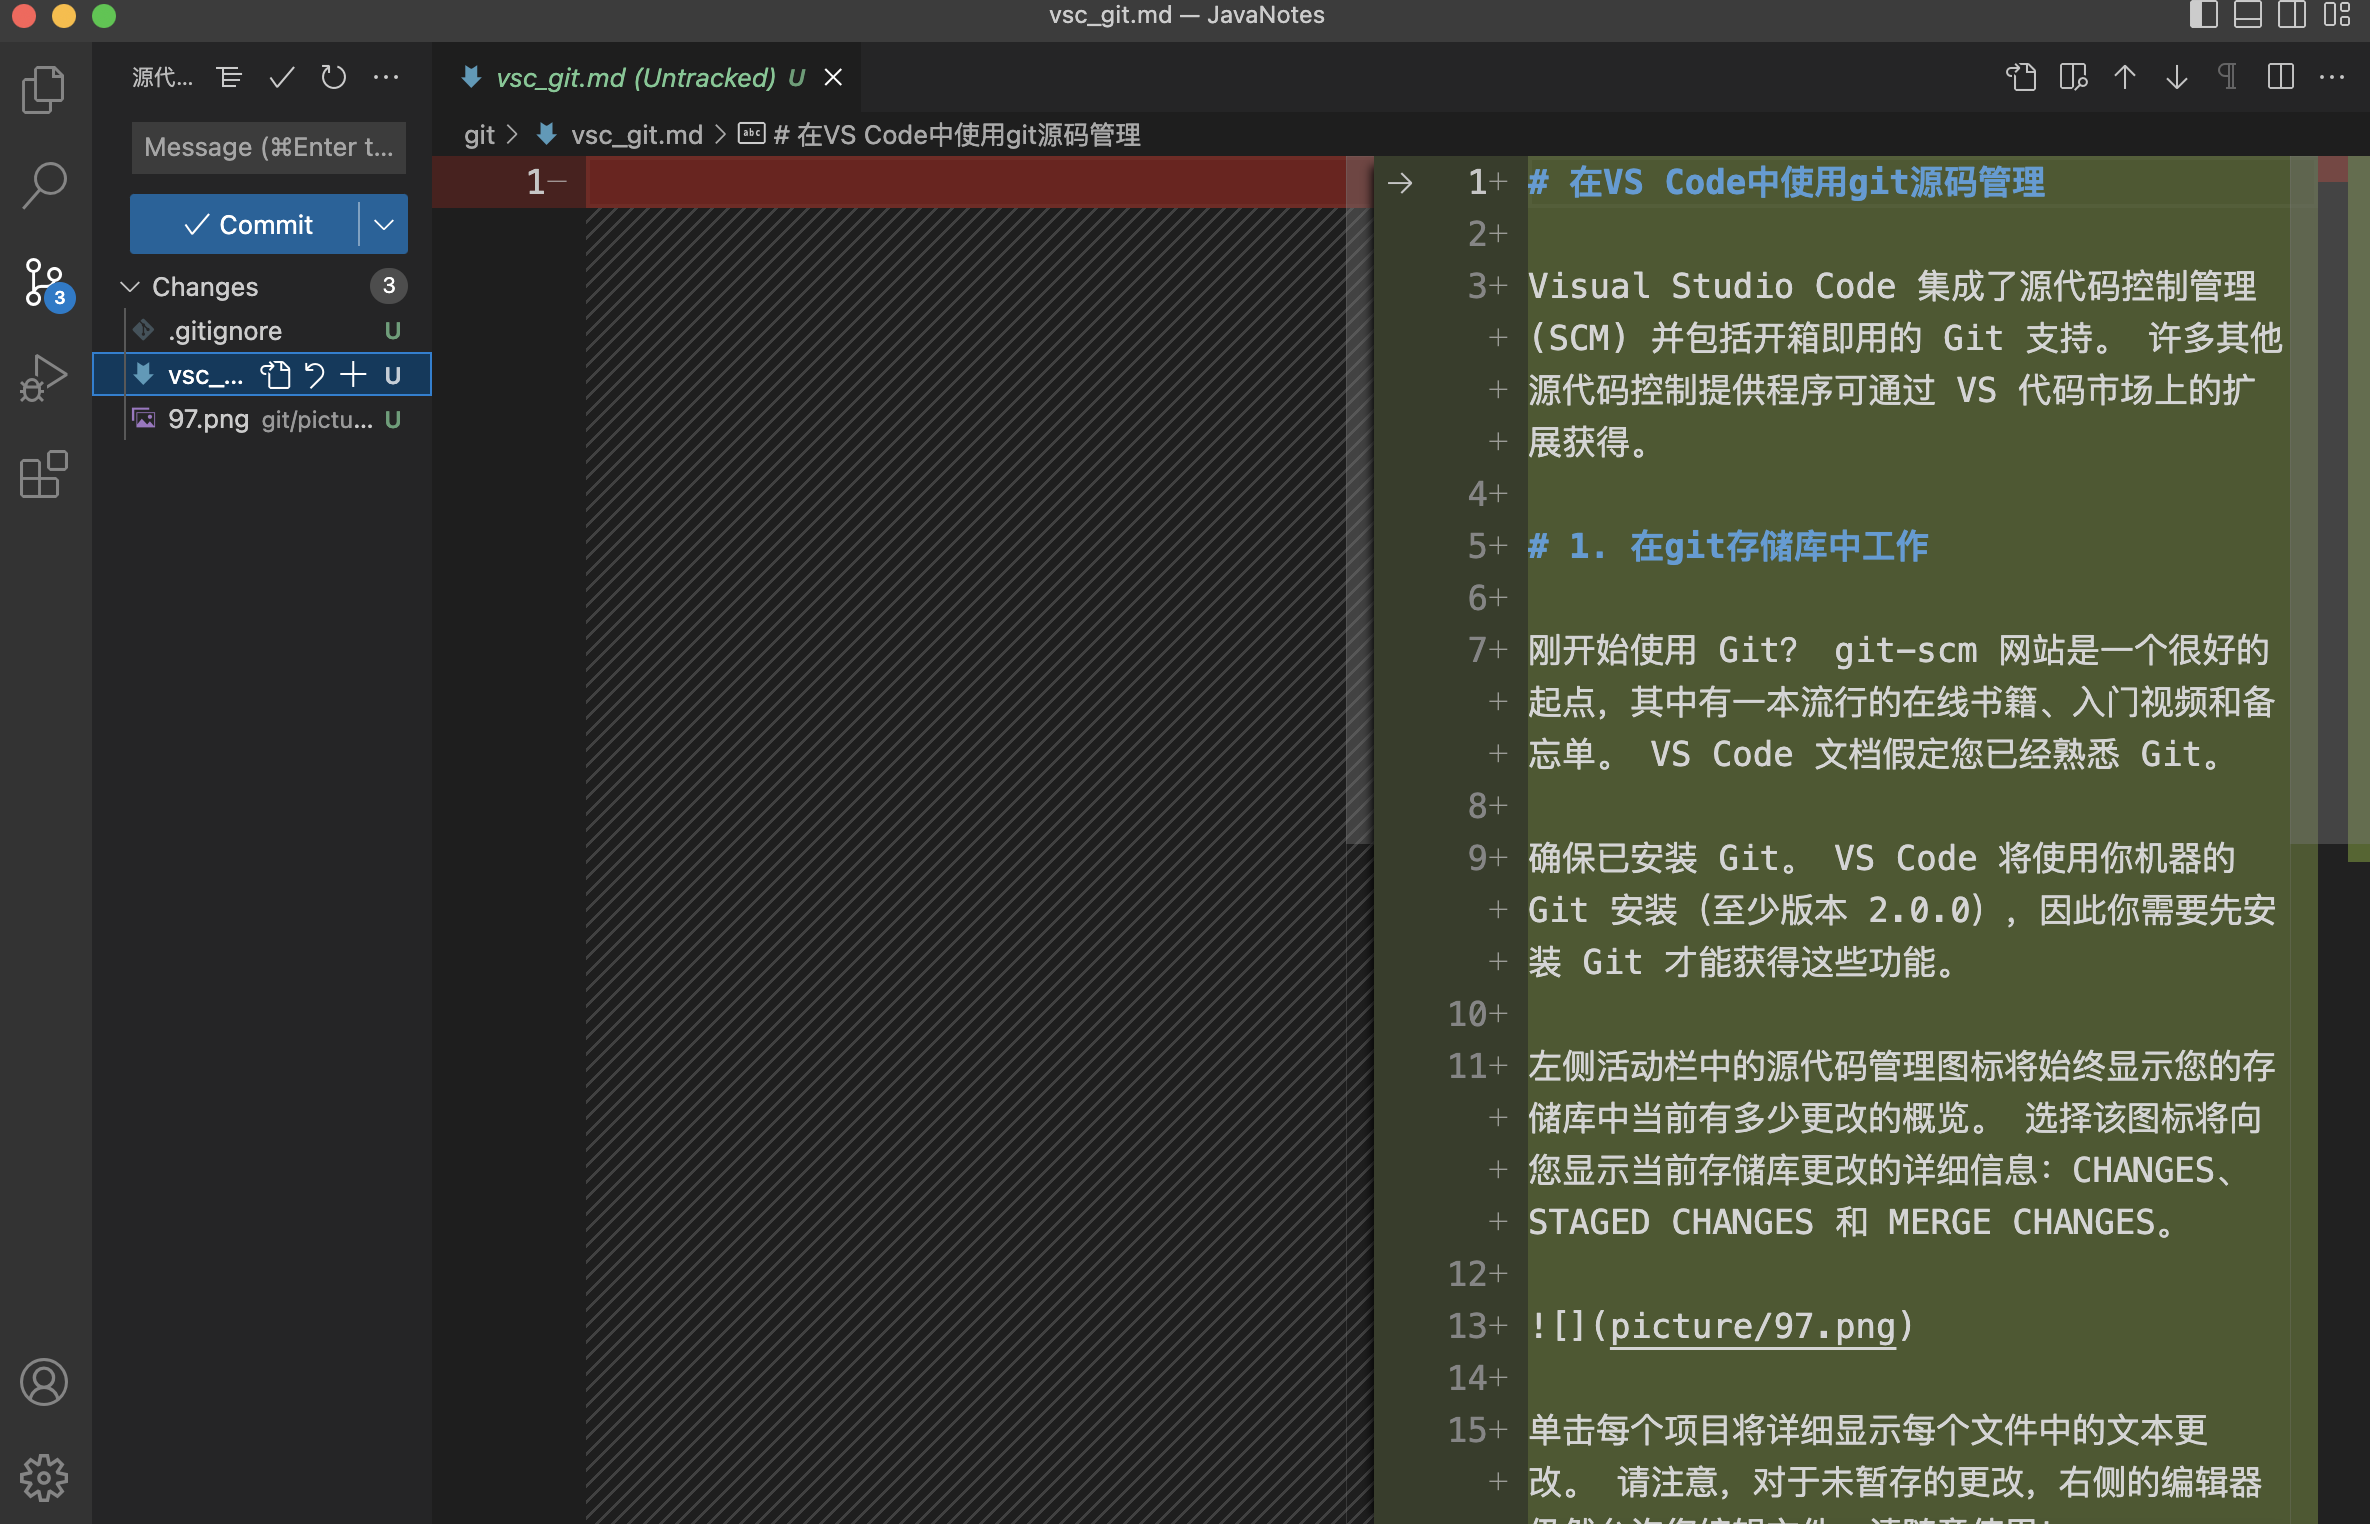 vsc_git.md — JavaNotes
源代...
vsc_git.md (Untracked) U
git > vsc_git.md > # 在VS Code中使用git源码管理
Message (⌘Enter t...
Commit
Changes 3
3
.gitignore U
vsc_... U
97.png git/pictu... U
1
1 # 在VS Code中使用git源码管理
2
3 Visual Studio Code 集成了源代码控制管理
(SCM) 并包括开箱即用的 Git 支持。 许多其他
源代码控制提供程序可通过 VS 代码市场上的扩
展获得。
4
5 # 1. 在git存储库中工作
6
7 刚开始使用 Git？ git-scm 网站是一个很好的
起点，其中有一本流行的在线书籍、入门视频和备
忘单。 VS Code 文档假定您已经熟悉 Git。
8
9 确保已安装 Git。 VS Code 将使用你机器的
Git 安装（至少版本 2.0.0），因此你需要先安
装 Git 才能获得这些功能。
10
11 左侧活动栏中的源代码管理图标将始终显示您的存
储库中当前有多少更改的概览。 选择该图标将向
您显示当前存储库更改的详细信息：CHANGES、
STAGED CHANGES 和 MERGE CHANGES。
12
13 ![](picture/97.png)
14
15 单击每个项目将详细显示每个文件中的文本更
改。 请注意，对于未暂存的更改，右侧的编辑器